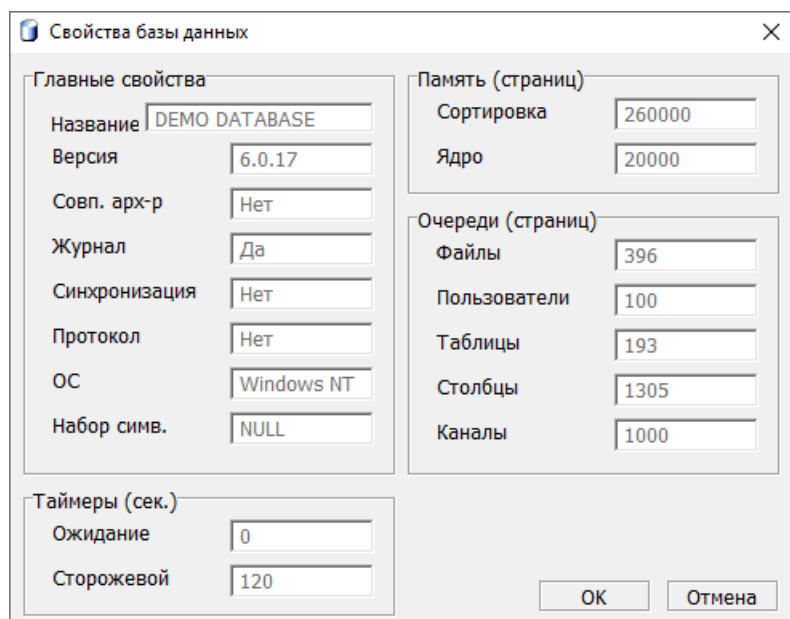 Свойства базы данных
Главные свойства
Название DEMO DATABASE
Версия 6.0.17
Совп. арх-р Нет
Журнал Да
Синхронизация Нет
Протокол Нет
ОС Windows NT
Набор симв. NULL
Таймеры (сек.)
Ожидание 0
Сторожевой 120
Память (страниц)
Сортировка 260000
Ядро 20000
Очереди (страниц)
Файлы 396
Пользователи 100
Таблицы 193
Столбцы 1305
Каналы 1000
OK Отмена